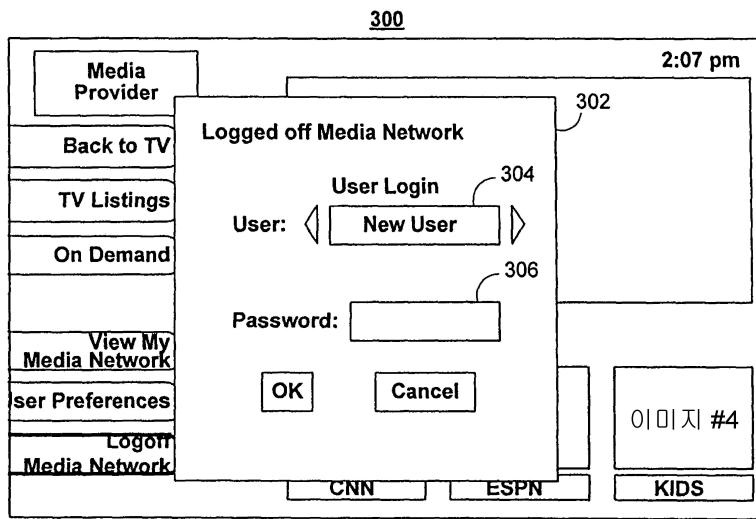 300
2:07 pm
Media
Provider
302
Logged off Media Network
Back to TV
User Login
304
TV Listings
User:
New User
On Demand
306
Password:
View My
Media Network
OK
Cancel
ser Preferences
이미지 #4
Logoff
Media Network
CNN
ESPN
KIDS